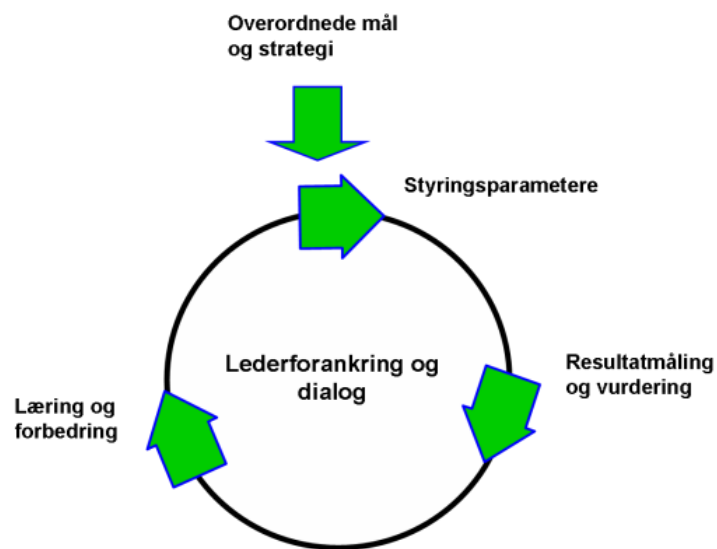 Overordnede mål
og strategi
Styringsparametere
Lederforankring og
dialog
Resultatmåling
og vurdering
Læring og
forbedring